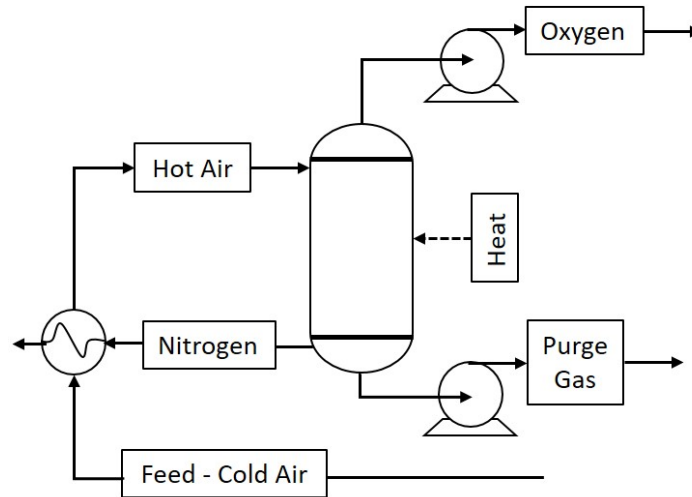 Oxygen
Hot Air
Heat
Nitrogen
Purge
Gas
Feed - Cold Air